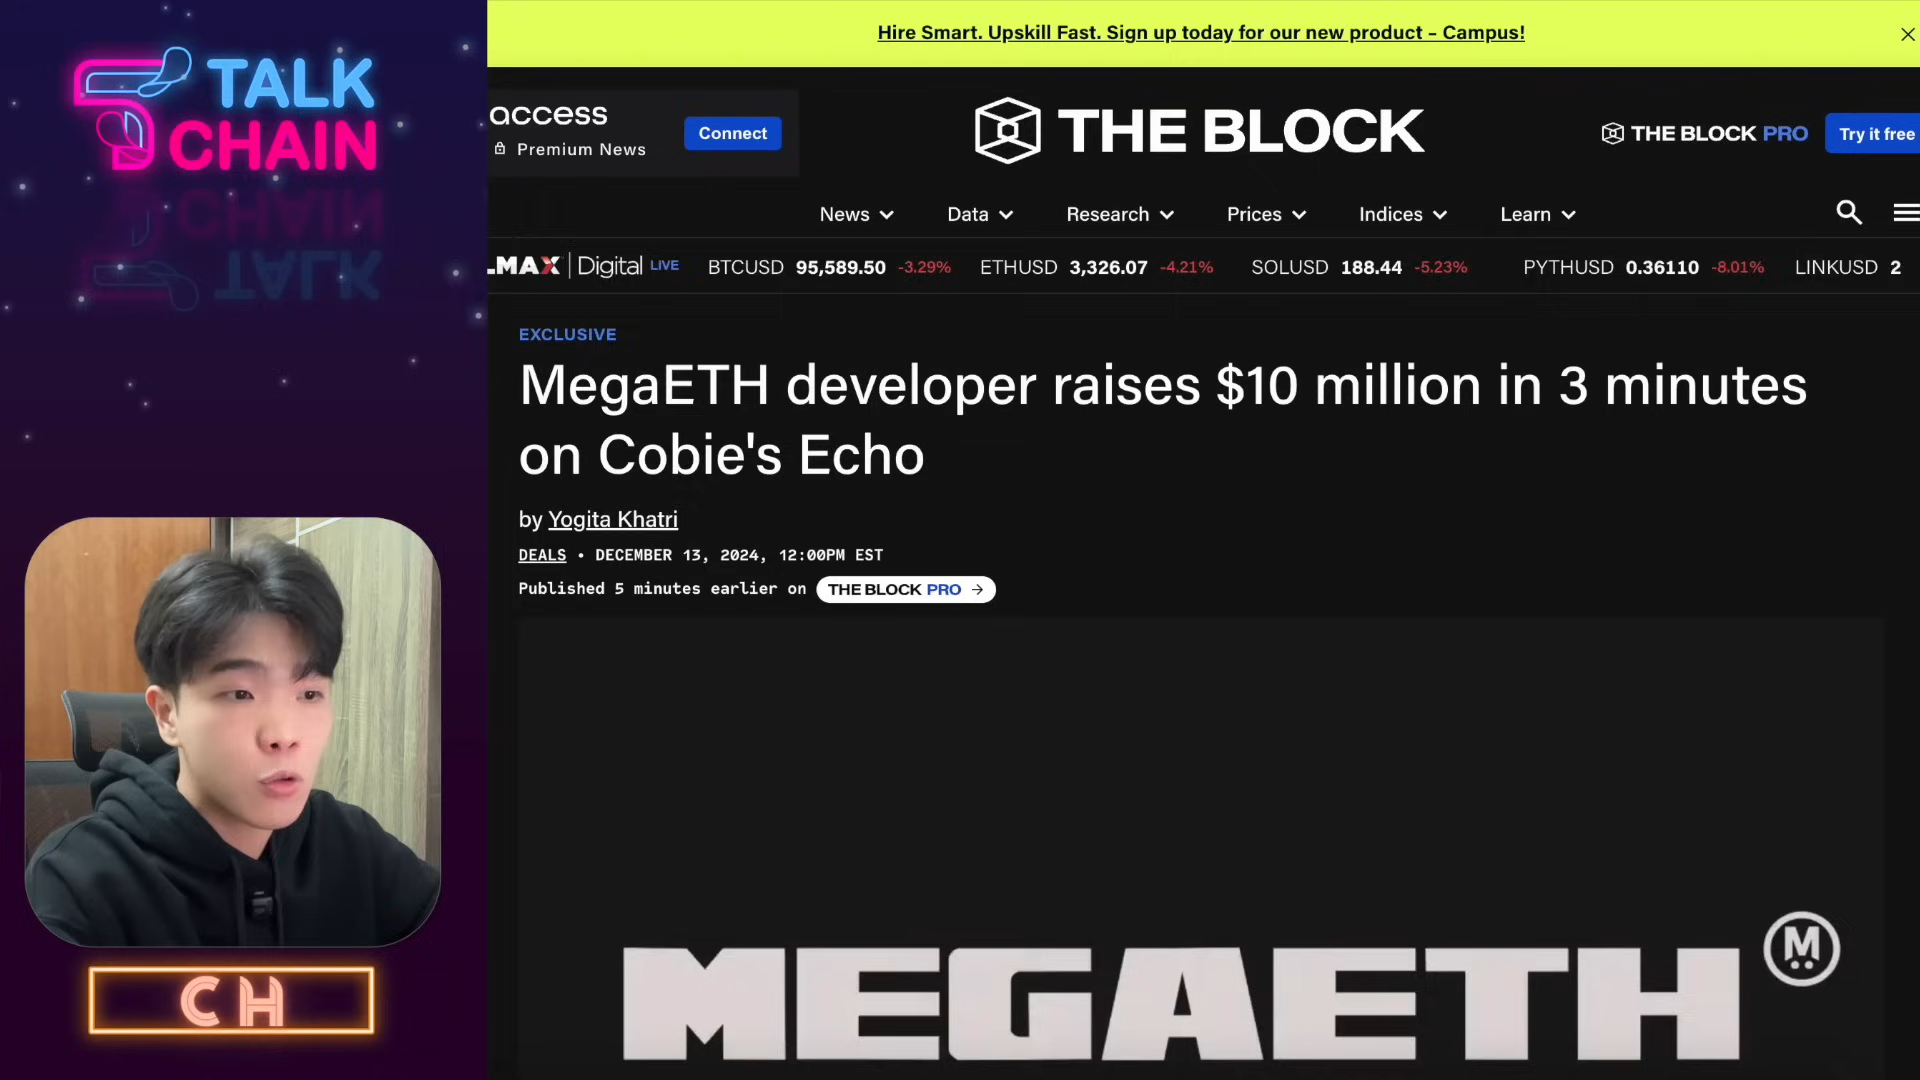 TALK
CHAIN
CH
Hire Smart. Upskill Fast. Sign up today for our new product – Campus!
access
Premium News
Connect
THE BLOCK
THE BLOCK PRO
Try it free
News
Data
Research
Prices
Indices
Learn
LMAX Digital LIVE BTCUSD 95,589.50 -3.29% ETHUSD 3,326.07 -4.21% SOLUSD 188.44 -5.23% PYTHUSD 0.36110 -8.01% LINKUSD 2
EXCLUSIVE
MegaETH developer raises $10 million in 3 minutes
on Cobie's Echo
by Yogita Khatri
DEALS • DECEMBER 13, 2024, 12:00PM EST
Published 5 minutes earlier on THE BLOCK PRO →
MEGAETH
M